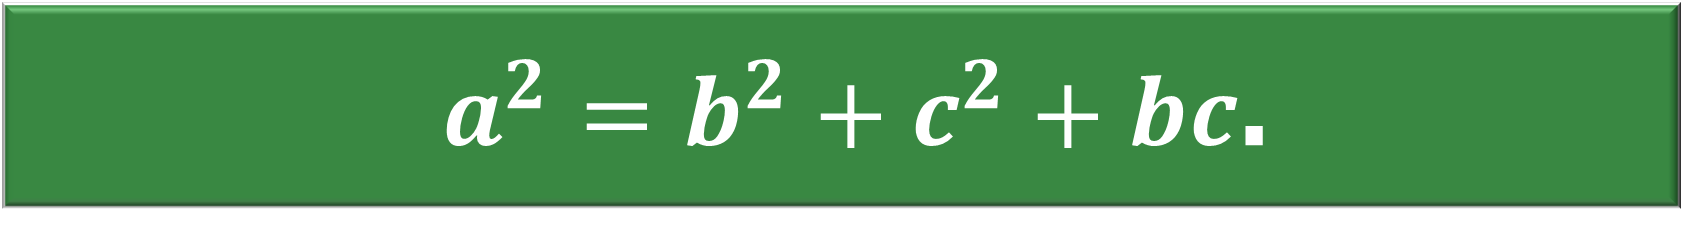 a² = b² + c² + bc.